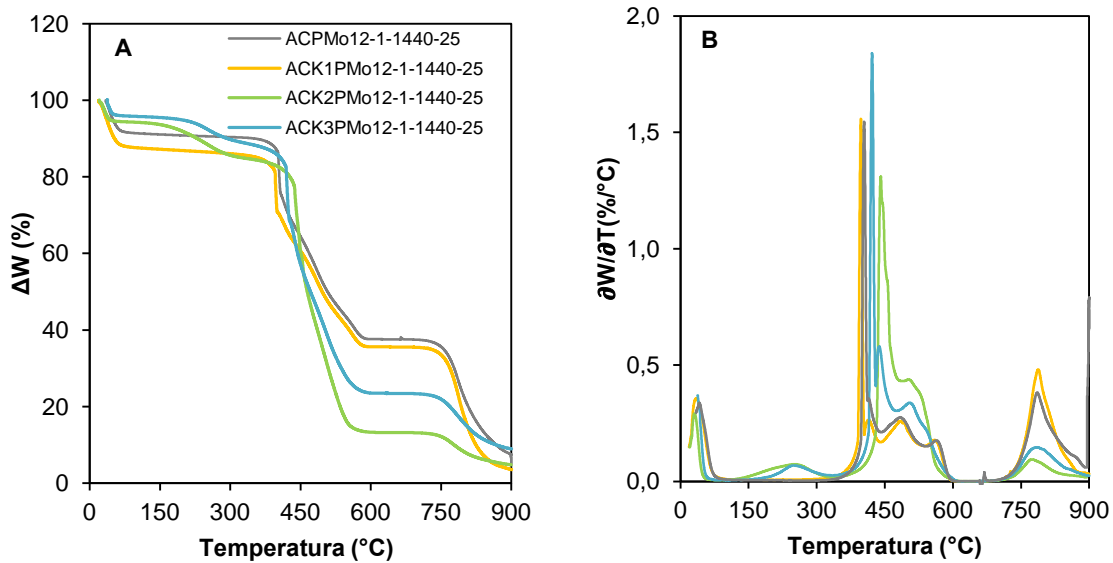 A
ACPMo12-1-1440-25
ACK1PMo12-1-1440-25
ACK2PMo12-1-1440-25
ACK3PMo12-1-1440-25
120
100
80
60
40
20
0
ΔW (%)
0 150 300 450 600 750 900
Temperatura (°C)
B
2,0
1,5
1,0
0,5
0,0
∂W/∂T(%/°C)
0 150 300 450 600 750 900
Temperatura (°C)